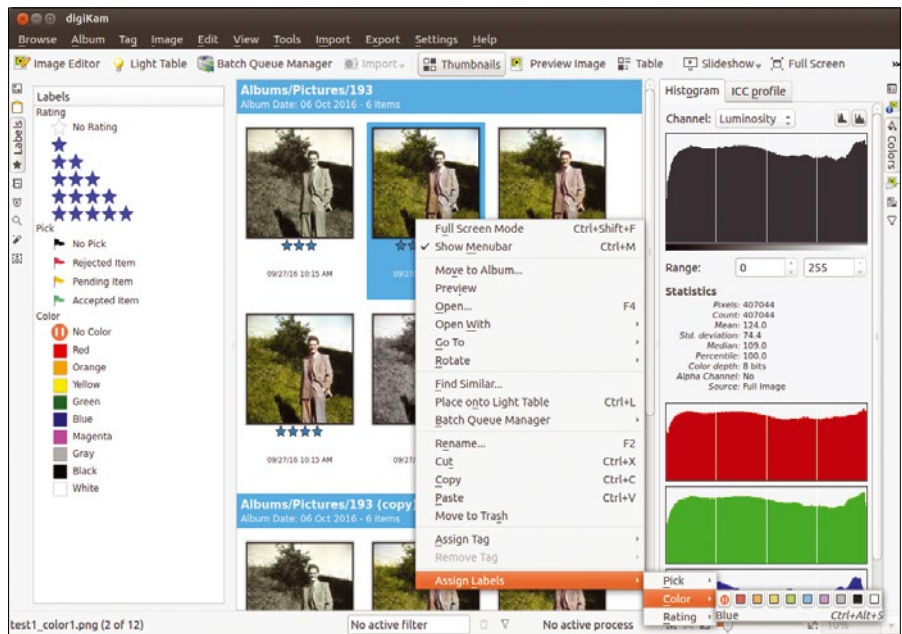 digiKam
Browse Album Tag Image Edit View Tools Import Export Settings Help
Image Editor Light Table Batch Queue Manager Import Thumbnails Preview Image Table Slideshow Full Screen »
Labels
Labels
Rating
No Rating
Pick
No Pick
Rejected Item
Pending Item
Accepted Item
Color
No Color
Red
Orange
Yellow
Green
Blue
Magenta
Gray
Black
White
Albums/Pictures/193
Album Date: 06 Oct 2016 - 6 Items
09/27/16 10:15 AM
09/27
09/27/16 10:15 AM
09/27
Albums/Pictures/193 (copy)
Album Date: 06 Oct 2016 - 6 Items
Full Screen Mode Ctrl+Shift+F
Show Menubar Ctrl+M
Move to Album...
Preview
Open... F4
Open With
Go To
Rotate
Find Similar...
Place onto Light Table Ctrl+L
Batch Queue Manager
Rename... F2
Cut Ctrl+X
Copy Ctrl+C
Paste Ctrl+V
Move to Trash
Assign Tag
Remove Tag
Assign Labels
Pick
Color
Rating
Blue Ctrl+Alt+5
Histogram ICC profile
Channel: Luminosity
Range: 0 255
Statistics
Pixels: 407044
Count: 407044
Mean: 124.0
Std. deviation: 74.4
Median: 109.0
Percentile: 100.0
Color depth: 8 bits
Alpha Channel: No
Source: Full Image
Colors
test1_color1.png (2 of 12) No active filter No active process 10%